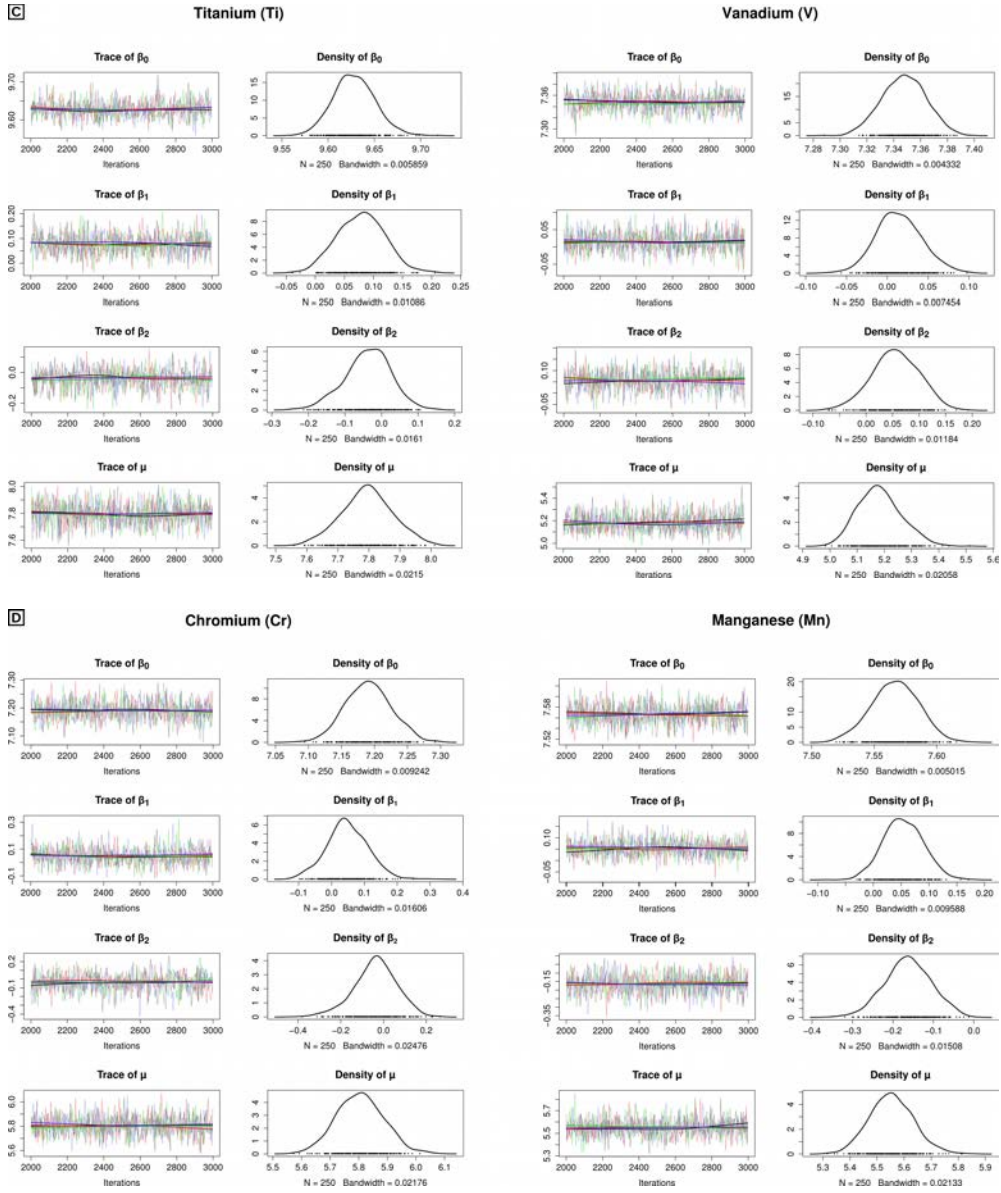 C
Titanium (Ti)
Vanadium (V)
Trace of β0
Density of β0
Trace of β0
Density of β0
9.60 9.70
0 5 15
7.30 7.36
0 5 15
2000 2200 2400 2600 2800 3000
9.55 9.60 9.65 9.70
2000 2200 2400 2600 2800 3000
7.28 7.30 7.32 7.34 7.36 7.38 7.40
Iterations
N = 250 Bandwidth = 0.005859
Iterations
N = 250 Bandwidth = 0.004332
Trace of β1
Density of β1
Trace of β1
Density of β1
0.00 0.10 0.20
0 2 4 8
-0.05 0.05
0 4 8 12
2000 2200 2400 2600 2800 3000
-0.05 0.00 0.05 0.10 0.15 0.20 0.25
2000 2200 2400 2600 2800 3000
-0.10 -0.05 0.00 0.05 0.10
Iterations
N = 250 Bandwidth = 0.01086
Iterations
N = 250 Bandwidth = 0.007454
Trace of β2
Density of β2
Trace of β2
Density of β2
-0.2 0.0
0 2 4 6
-0.05 0.10
0 2 4 6 8
2000 2200 2400 2600 2800 3000
-0.3 -0.2 -0.1 0.0 0.1 0.2
2000 2200 2400 2600 2800 3000
-0.10 0.00 0.05 0.10 0.15 0.20
Iterations
N = 250 Bandwidth = 0.0161
Iterations
N = 250 Bandwidth = 0.01184
Trace of μ
Density of μ
Trace of μ
Density of μ
7.6 7.8 8.0
0 2 4
5.0 5.2 5.4
0 2 4
2000 2200 2400 2600 2800 3000
7.5 7.6 7.7 7.8 7.9 8.0
2000 2200 2400 2600 2800 3000
4.9 5.0 5.1 5.2 5.3 5.4 5.5 5.6
Iterations
N = 250 Bandwidth = 0.0215
Iterations
N = 250 Bandwidth = 0.02058
D
Chromium (Cr)
Manganese (Mn)
Trace of β0
Density of β0
Trace of β0
Density of β0
7.10 7.20 7.30
0 4 8
7.52 7.58
0 5 10 20
2000 2200 2400 2600 2800 3000
7.05 7.10 7.15 7.20 7.25 7.30
2000 2200 2400 2600 2800 3000
7.50 7.55 7.60
Iterations
N = 250 Bandwidth = 0.009242
Iterations
N = 250 Bandwidth = 0.005015
Trace of β1
Density of β1
Trace of β1
Density of β1
-0.1 0.1 0.3
0 2 4 6
-0.05 0.10
0 4 8
2000 2200 2400 2600 2800 3000
-0.1 0.0 0.1 0.2 0.3 0.4
2000 2200 2400 2600 2800 3000
-0.10 0.00 0.05 0.10 0.15 0.20
Iterations
N = 250 Bandwidth = 0.01606
Iterations
N = 250 Bandwidth = 0.009588
Trace of β2
Density of β2
Trace of β2
Density of β2
-0.4 -0.1 0.2
0 1 2 3 4
-0.35 -0.15
0 2 4 6
2000 2200 2400 2600 2800 3000
-0.4 -0.2 0.0 0.2
2000 2200 2400 2600 2800 3000
-0.4 -0.3 -0.2 -0.1 0.0
Iterations
N = 250 Bandwidth = 0.02476
Iterations
N = 250 Bandwidth = 0.01508
Trace of μ
Density of μ
Trace of μ
Density of μ
5.6 5.8 6.0
0 1 2 3 4
5.3 5.5 5.7
0 2 4
2000 2200 2400 2600 2800 3000
5.5 5.6 5.7 5.8 5.9 6.0 6.1
2000 2200 2400 2600 2800 3000
5.3 5.4 5.5 5.6 5.7 5.8 5.9
Iterations
N = 250 Bandwidth = 0.02176
Iterations
N = 250 Bandwidth = 0.02133